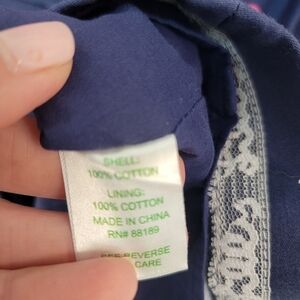 SHELL:
100% COTTON
LINING:
100% COTTON
MADE IN CHINA
RN# 88189
SEE REVERSE
CARE